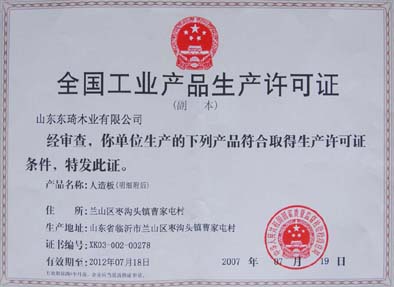 全国工业产品生产许可证
(副 本)
山东东琦木业有限公司
经审查，你单位生产的下列产品符合取得生产许可证
条件，特发此证。
产品名称：人造板(明细附后)
住 所：兰山区枣沟头镇曹家屯村
生产地址：山东省临沂市兰山区枣沟头镇曹家屯村
证书编号：XK03-002-00278
有效期至：2012年07月18日
2007 年 07 月 19 日